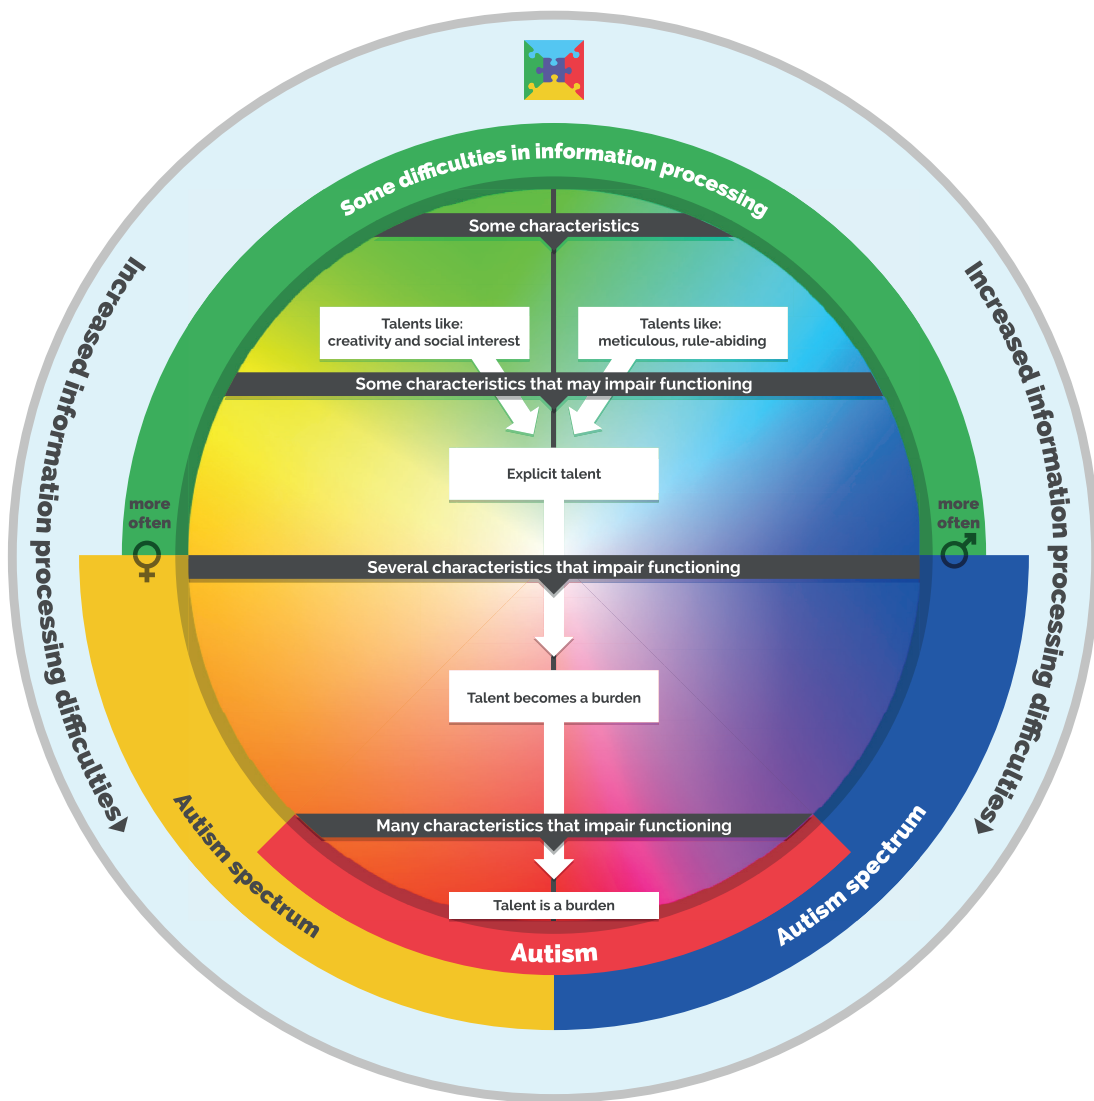 Some difficulties in information processing
Some characteristics
Increased information processing difficulties
Increased information processing difficulties
Talents like:
creativity and social interest
Talents like:
meticulous, rule-abiding
Some characteristics that may impair functioning
Explicit talent
more
often
more
often
Several characteristics that impair functioning
Talent becomes a burden
Many characteristics that impair functioning
Autism spectrum
Autism spectrum
Talent is a burden
Autism